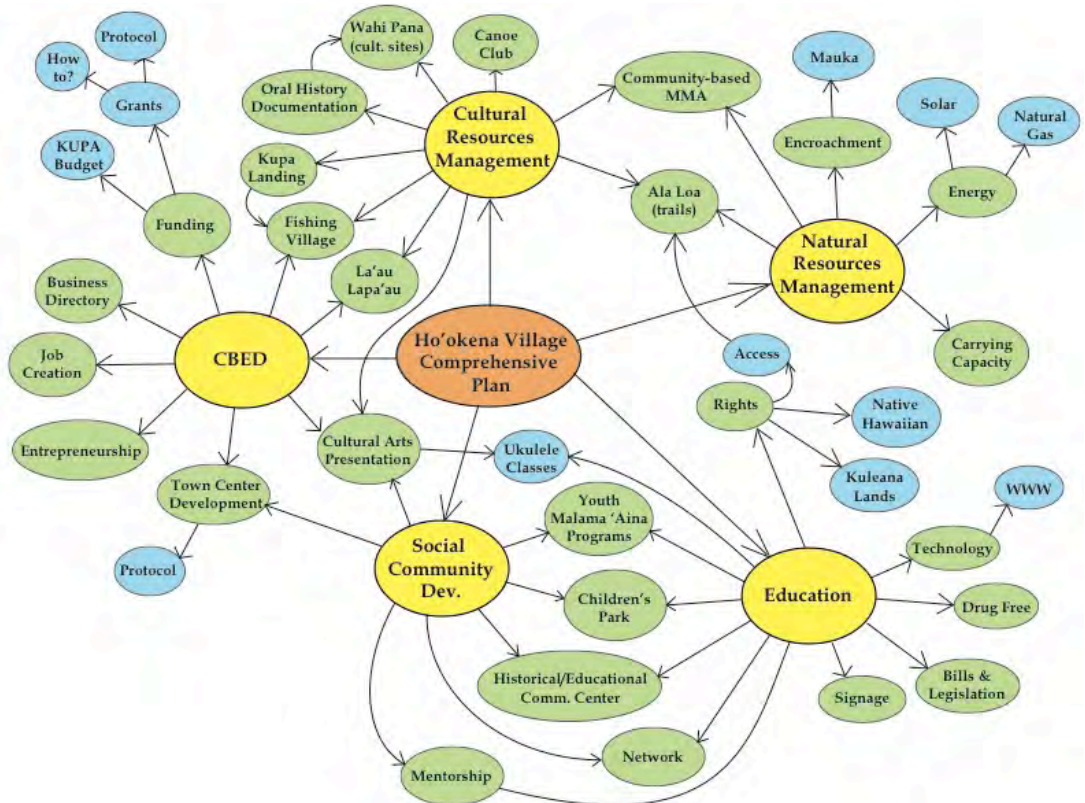 Protocol
How
to?
Grants
KUPA
Budget
Funding
Wahi Pana
(cult. sites)
Canoe
Club
Oral History
Documentation
Cultural
Resources
Management
Kupa
Landing
Fishing
Village
La'au
Lapa'au
Community-based
MMA
Mauka
Solar
Natural
Gas
Encroachment
Energy
Ala Loa
(trails)
Natural
Resources
Management
Business
Directory
Job
Creation
CBED
Ho'okena Village
Comprehensive
Plan
Access
Carrying
Capacity
Rights
Native
Hawaiian
Kuleana
Lands
Entrepreneurship
Cultural Arts
Presentation
Ukulele
Classes
Town Center
Development
Protocol
Youth
Malama 'Aina
Programs
WWW
Technology
Social
Community
Dev.
Children's
Park
Education
Drug Free
Historical/Educational
Comm. Center
Signage
Bills &
Legislation
Network
Mentorship